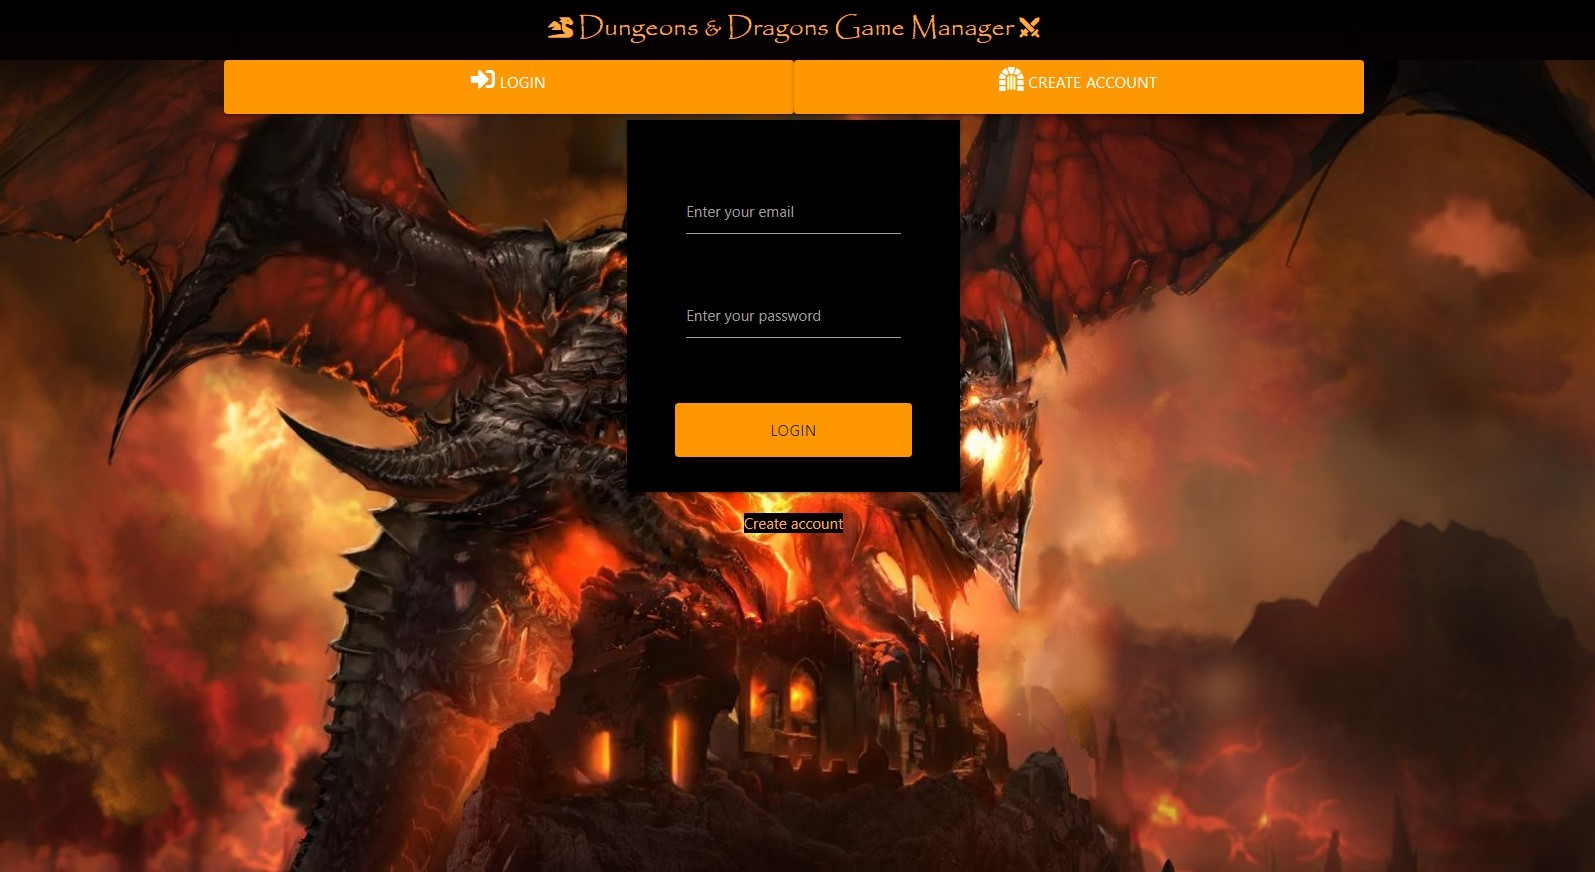 Dungeons & Dragons Game Manager
LOGIN
CREATE ACCOUNT
Enter your email
Enter your password
LOGIN
Create account